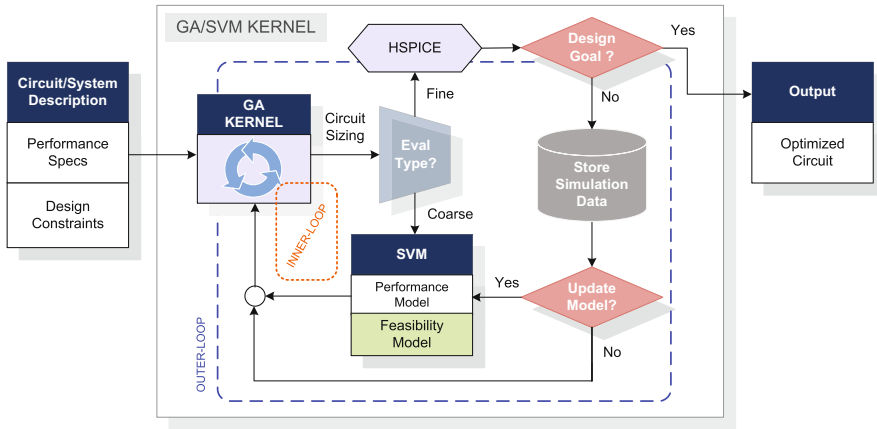 GA/SVM KERNEL
HSPICE
Design
Goal ?
Yes
No
Fine
Circuit/System
Description
Performance
Specs
Design
Constraints
GA
KERNEL
Circuit
Sizing
Eval
Type?
Coarse
Store
Simulation
Data
Output
Optimized
Circuit
INNER-LOOP
SVM
Performance
Model
Feasibility
Model
Yes
Update
Model?
No
OUTER-LOOP